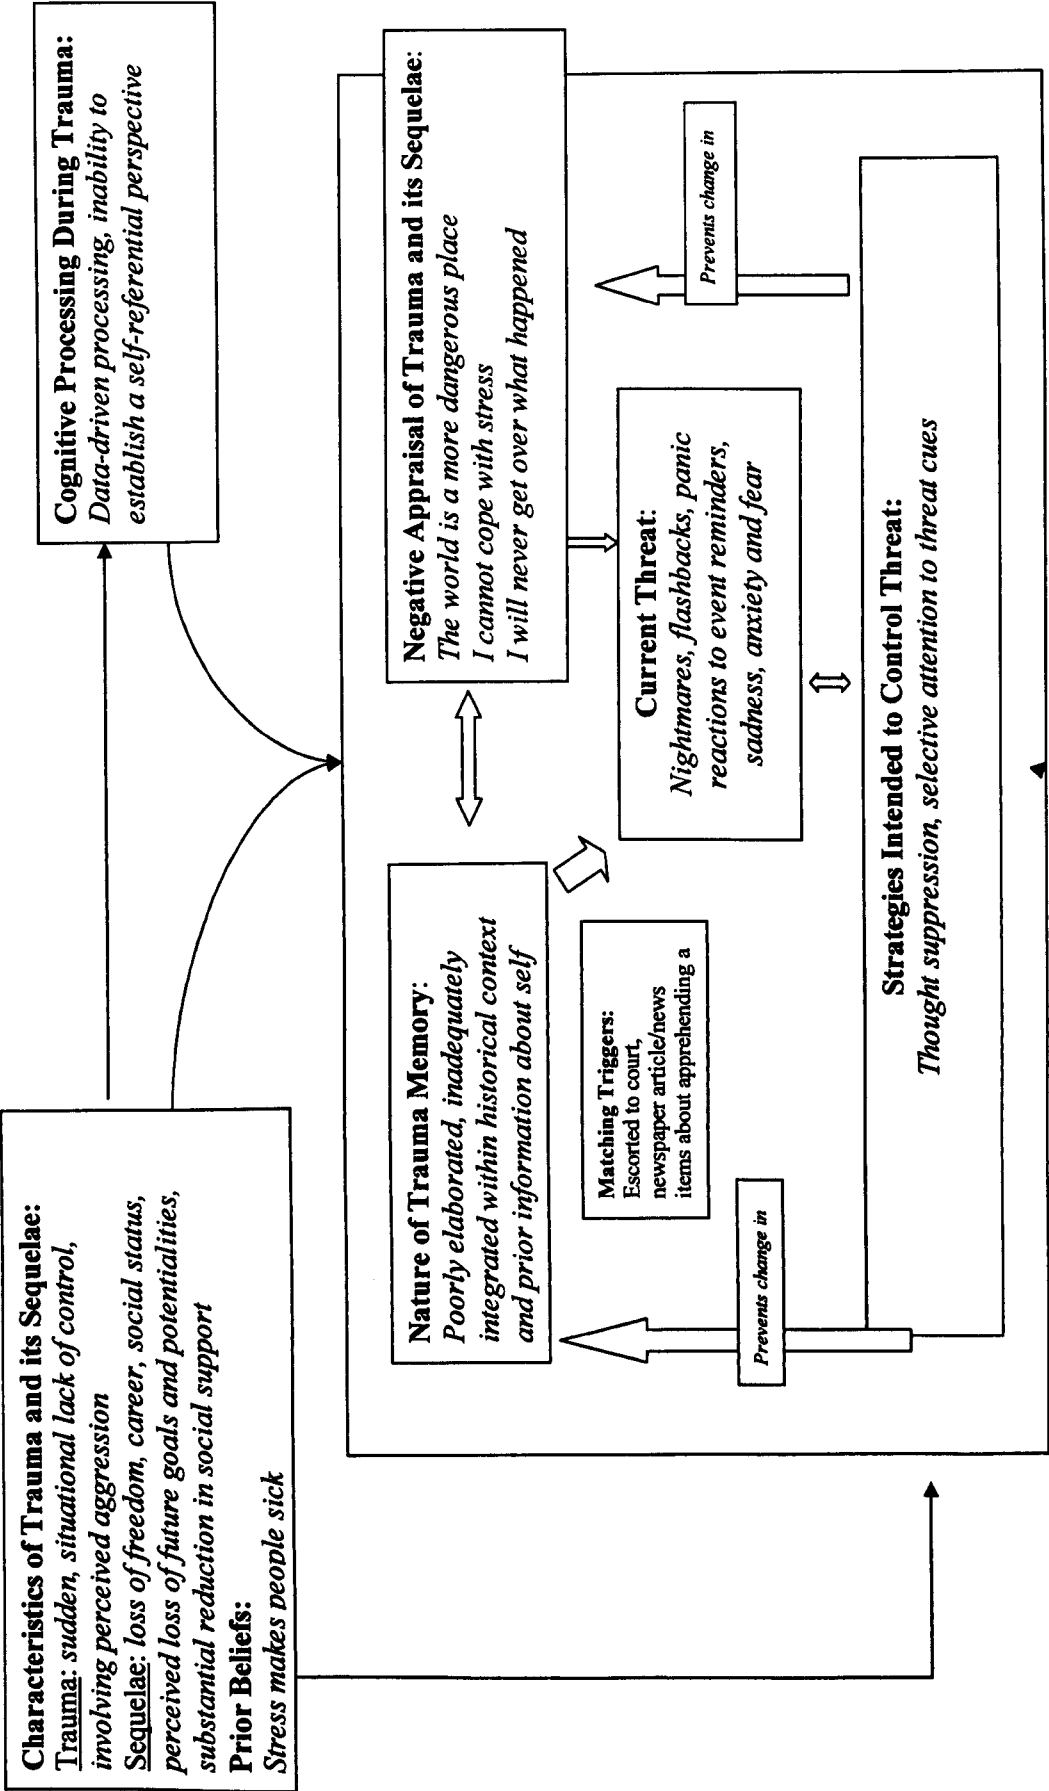 Characteristics of Trauma and its Sequelae:
Trauma: sudden, situational lack of control,
involving perceived aggression
Sequelae: loss of freedom, career, social status,
perceived loss of future goals and potentialities,
substantial reduction in social support
Prior Beliefs:
Stress makes people sick
Cognitive Processing During Trauma:
Data-driven processing, inability to
establish a self-referential perspective
Nature of Trauma Memory:
Poorly elaborated, inadequately
integrated within historical context
and prior information about self
Negative Appraisal of Trauma and its Sequelae:
The world is a more dangerous place
I cannot cope with stress
I will never get over what happened
Matching Triggers:
Escorted to court,
newspaper article/news
items about apprehending a
Current Threat:
Nightmares, flashbacks, panic
reactions to event reminders,
sadness, anxiety and fear
Prevents change in
Prevents change in
Strategies Intended to Control Threat:
Thought suppression, selective attention to threat cues